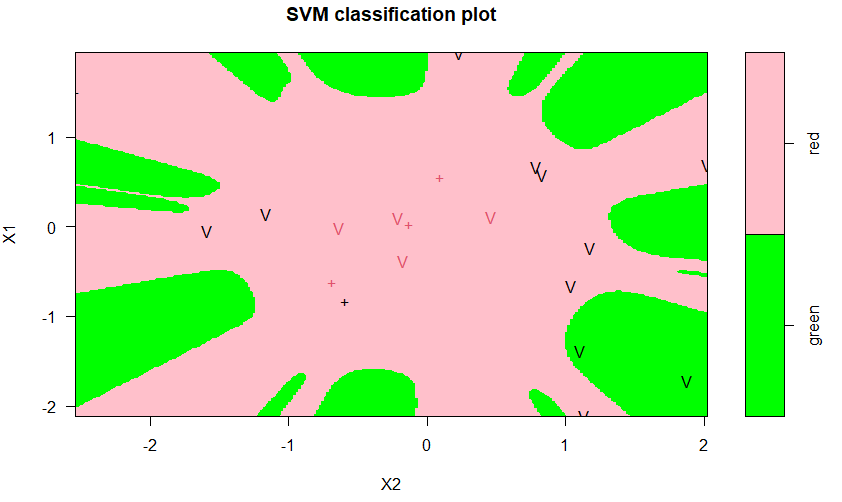 SVM classification plot
V
1
V
V
V
red
+
V
V
V
V
+
V
X1
0
V
V
V
V
+
-1
+
green
V
V
-2
V
-2
-1
0
1
2
X2